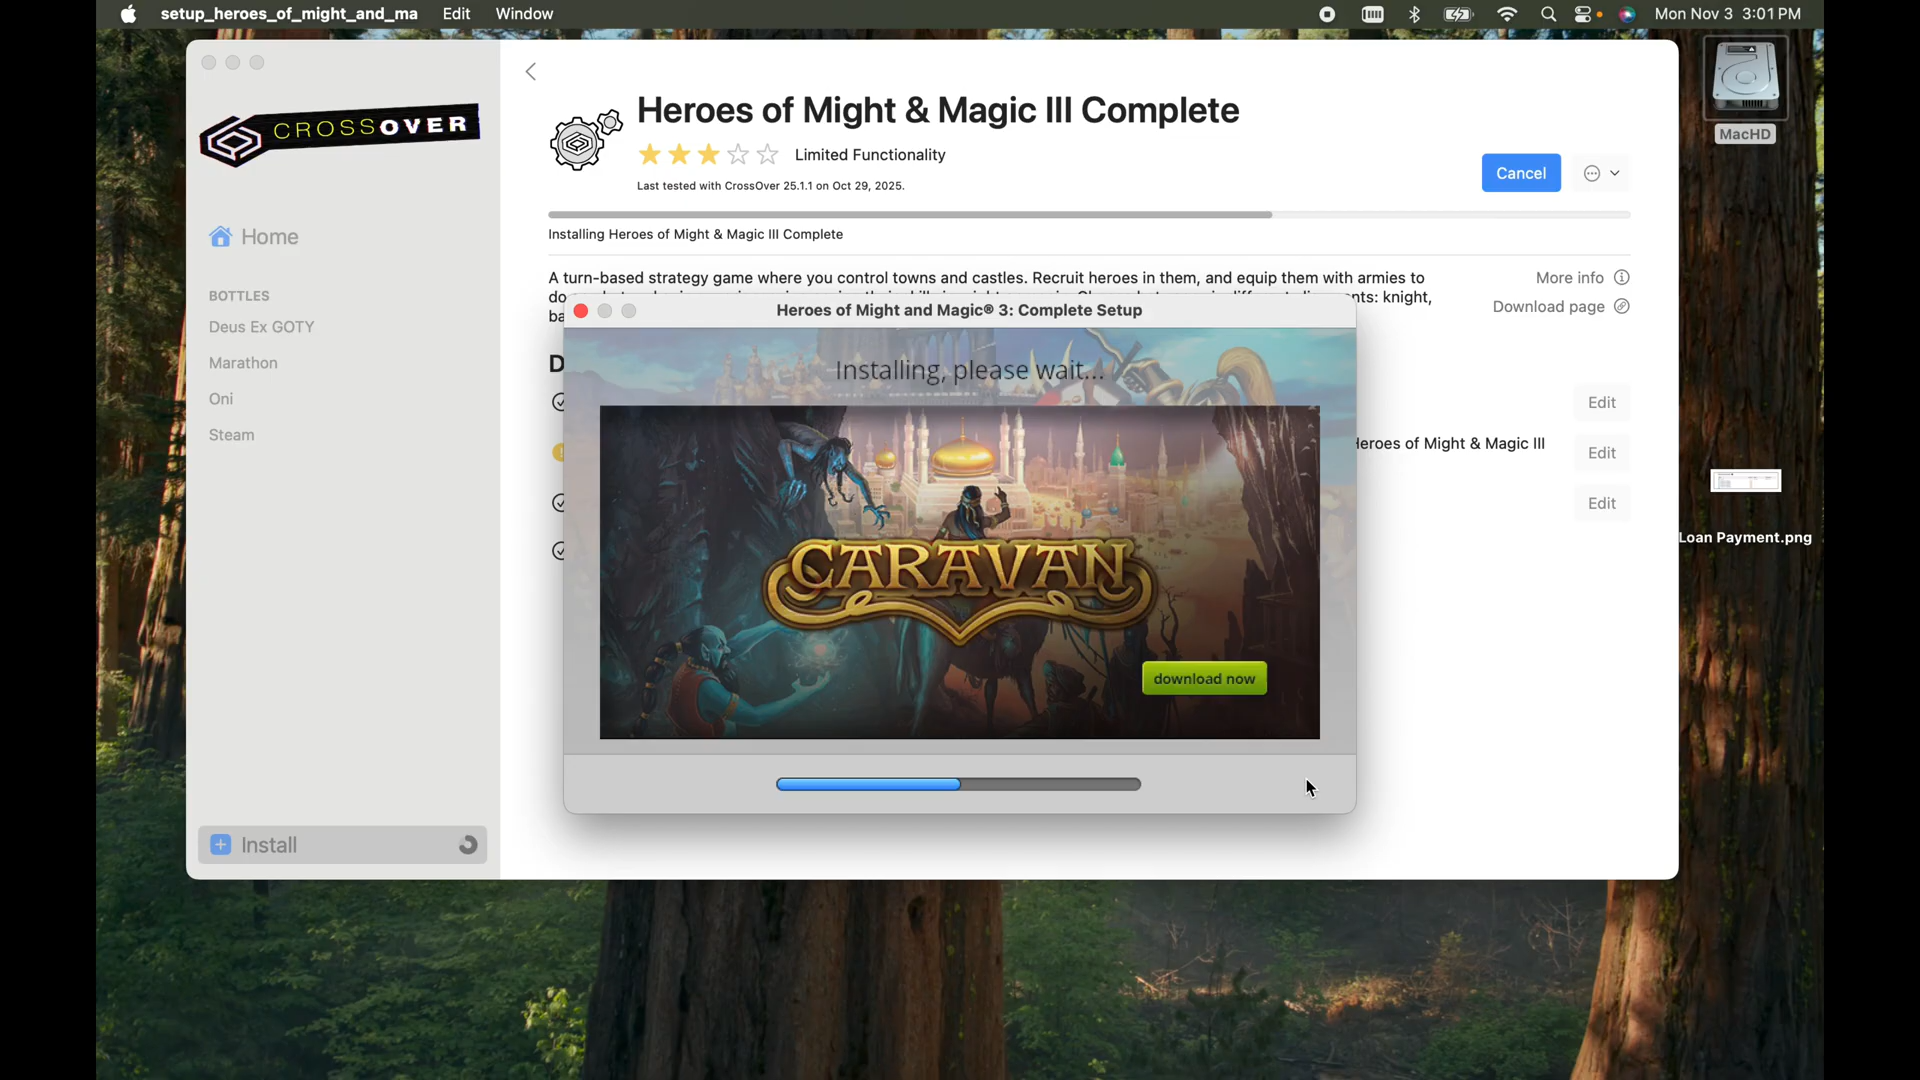 setup_heroes_of_might_and_ma Edit Window Mon Nov 3 3:01 PM
CROSSOVER
Home
BOTTLES
Deus Ex GOTY
Marathon
Oni
Steam
Install
Heroes of Might & Magic III Complete
Limited Functionality
Last tested with CrossOver 25.1.1 on Oct 29, 2025.
Cancel
Installing Heroes of Might & Magic III Complete
A turn-based strategy game where you control towns and castles. Recruit heroes in them, and equip them with armies to
knight,
More info
Download page
Heroes of Might and Magic® 3: Complete Setup
Installing, please wait...
CARAVAN
download now
Edit
Heroes of Might & Magic III
Edit
Edit
MacHD
Loan Payment.png